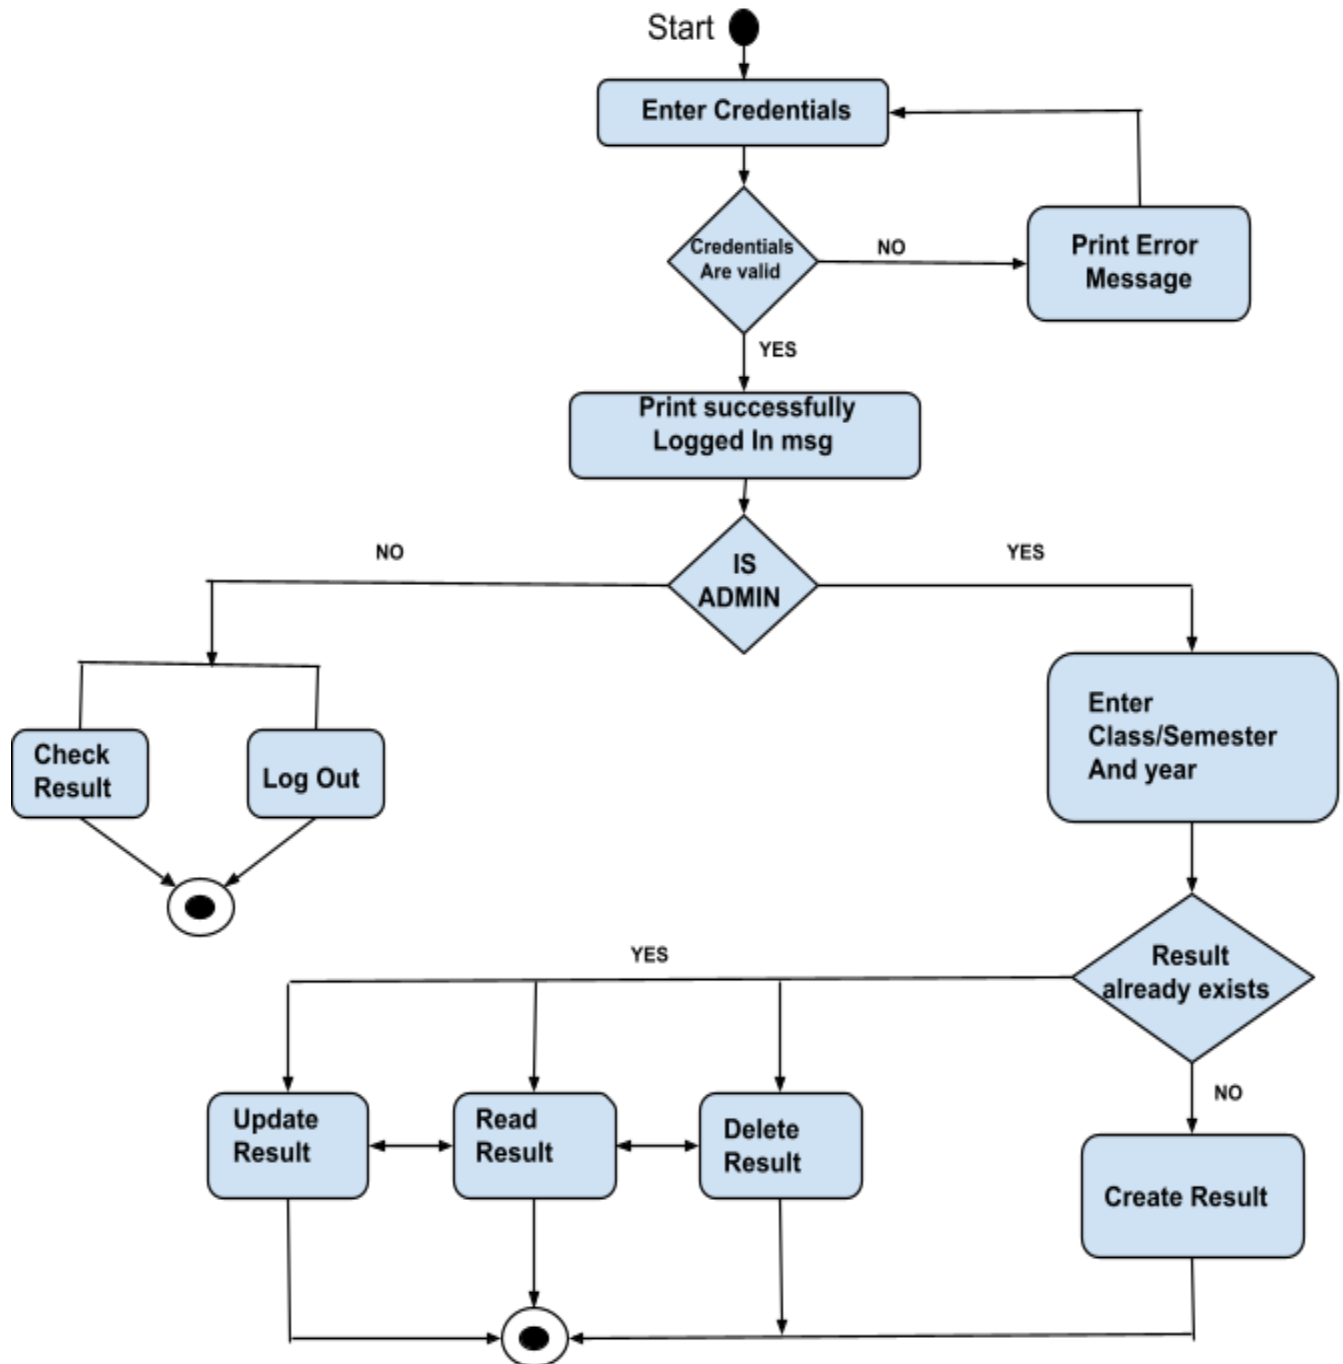 Start
Enter Credentials
Credentials
Are valid
NO
Print Error
Message
YES
Print successfully
Logged In msg
IS
ADMIN
NO
YES
Check
Result
Log Out
Enter
Class/Semester
And year
Result
already exists
YES
NO
Update
Result
Read
Result
Delete
Result
Create Result